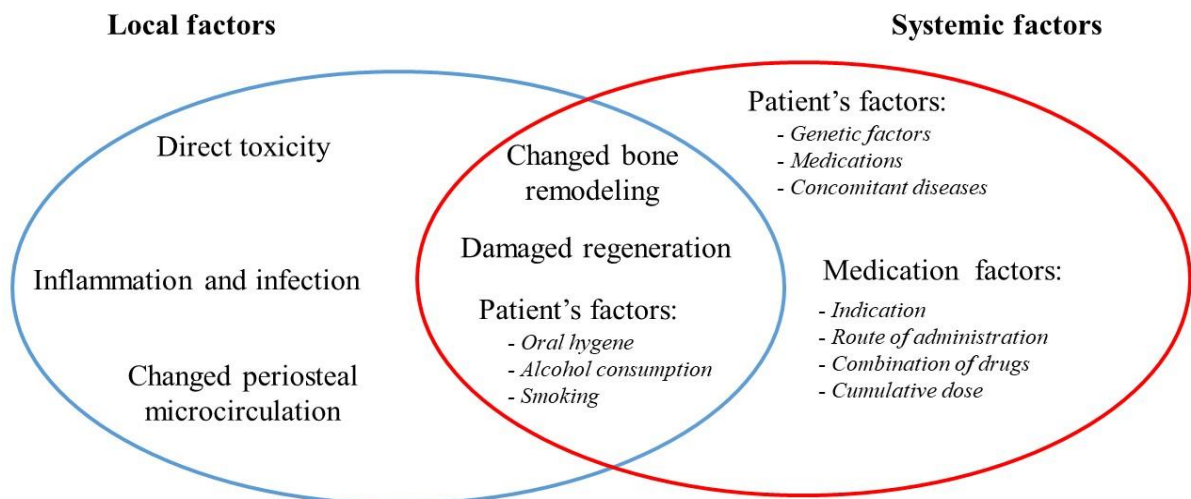 Local factors
Systemic factors
Direct toxicity
Inflammation and infection
Changed periosteal
microcirculation
Changed bone
remodeling
Damaged regeneration
Patient's factors:
- Oral hygene
- Alcohol consumption
- Smoking
Patient's factors:
- Genetic factors
- Medications
- Concomitant diseases
Medication factors:
- Indication
- Route of administration
- Combination of drugs
- Cumulative dose